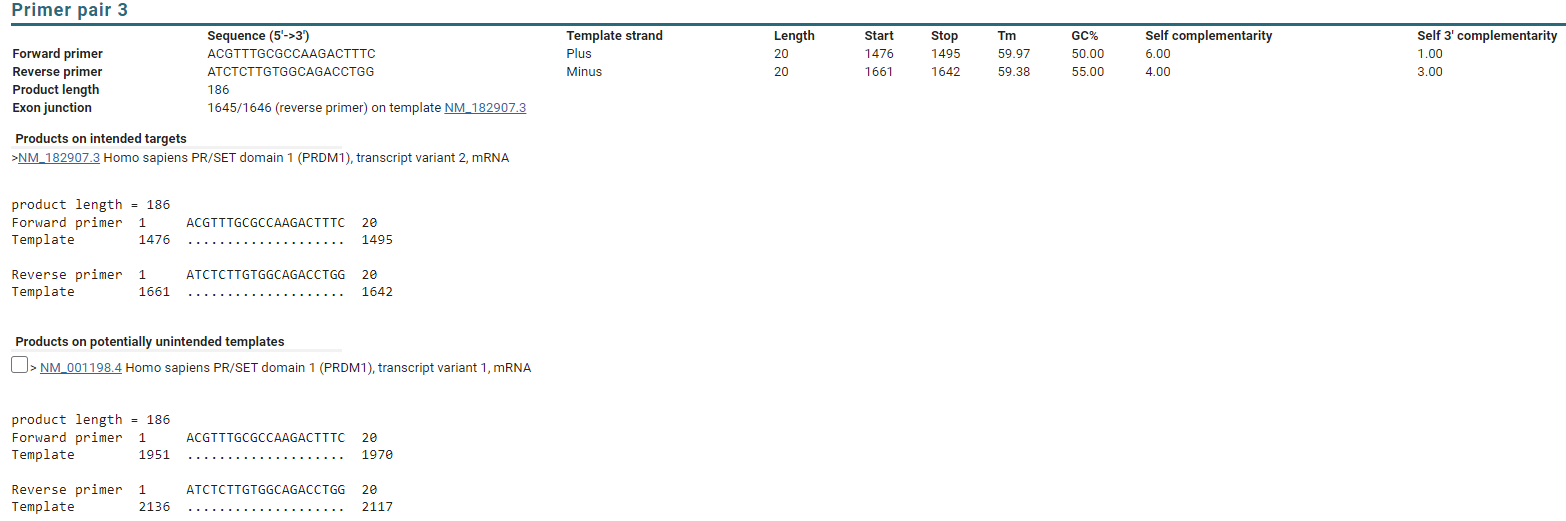 Primer pair 3
Sequence (5'->3') Template strand Length Start Stop Tm GC% Self complementarity Self 3' complementarity
Forward primer ACGTTTGCGCCAAGACTTTC Plus 20 1476 1495 59.97 50.00 6.00 1.00
Reverse primer ATCTCTTGTGGCAGACCTGG Minus 20 1661 1642 59.38 55.00 4.00 3.00
Product length 186
Exon junction 1645/1646 (reverse primer) on template NM_182907.3
Products on intended targets
>NM_182907.3 Homo sapiens PR/SET domain 1 (PRDM1), transcript variant 2, mRNA
product length = 186
Forward primer 1 ACGTTTGCGCCAAGACTTTC 20
Template 1476 .................... 1495
Reverse primer 1 ATCTCTTGTGGCAGACCTGG 20
Template 1661 .................... 1642
Products on potentially unintended templates
> NM_001198.4 Homo sapiens PR/SET domain 1 (PRDM1), transcript variant 1, mRNA
product length = 186
Forward primer 1 ACGTTTGCGCCAAGACTTTC 20
Template 1951 .................... 1970
Reverse primer 1 ATCTCTTGTGGCAGACCTGG 20
Template 2136 .................... 2117